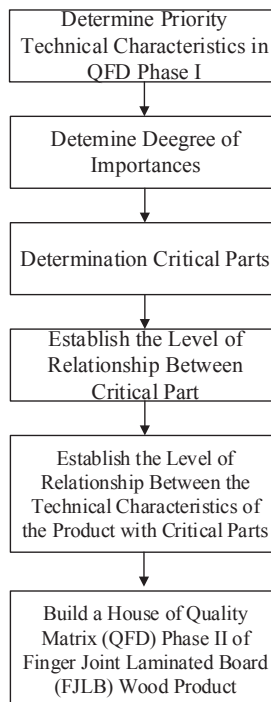 Determine Priority
Technical Characteristics in
QFD Phase I
Detemine Deegree of
Importances
Determination Critical Parts
Establish the Level of
Relationship Between
Critical Part
Establish the Level of
Relationship Between the
Technical Characteristics of
the Product with Critical Parts
Build a House of Quality
Matrix (QFD) Phase II of
Finger Joint Laminated Board
(FJLB) Wood Product